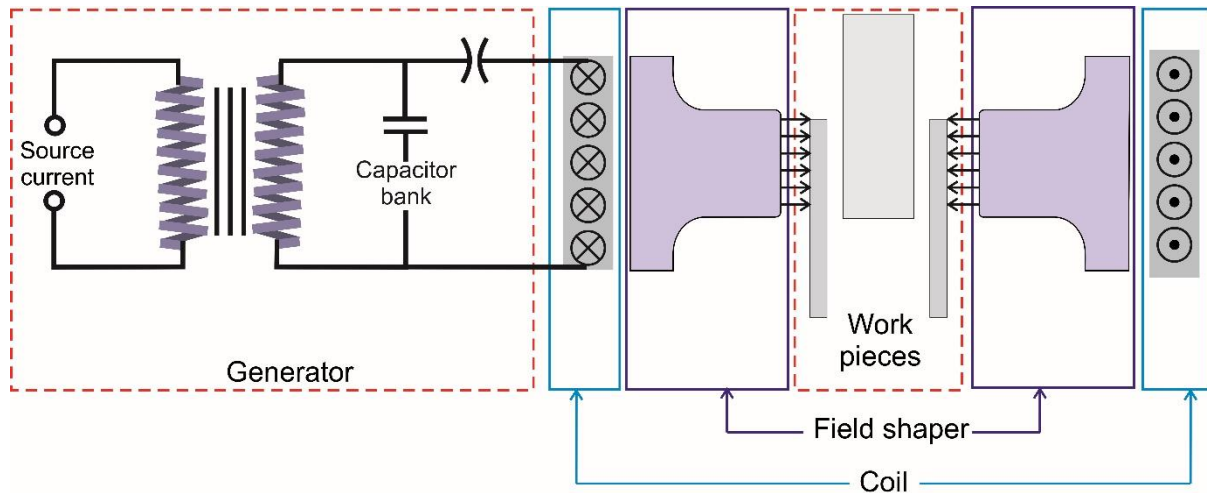 Source
current
Capacitor
bank
Generator
Work
pieces
Field shaper
Coil